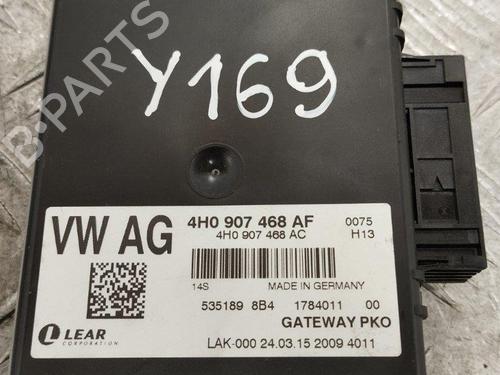 B-PARTS
Y169
VW AG
4H0 907 468 AF 0075
4H0 907 468 AC H13
14S MADE IN GERMANY
535189 8B4 1784011 00
GATEWAY PKO
LEAR
CORPORATION
LAK-000 24.03.15 2009 4011